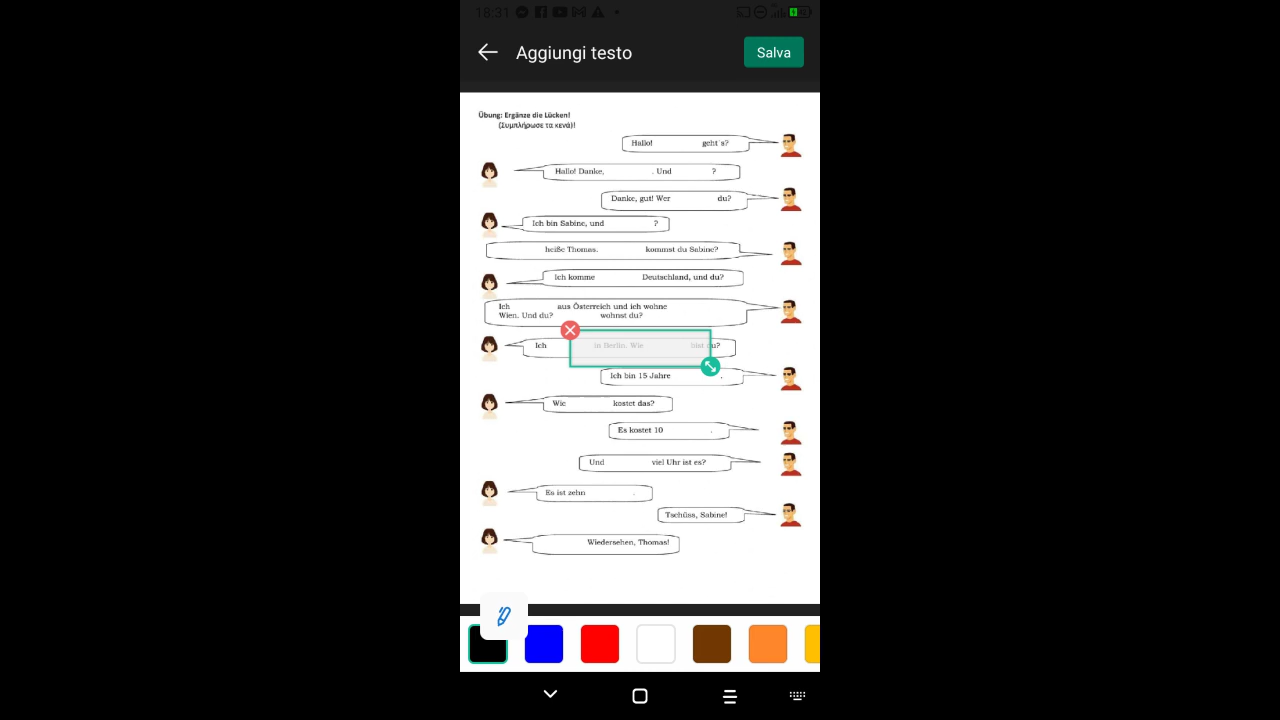 18:31
Aggiungi testo
Salva
Übung: Ergänze die Lücken!
(Συμπλήρωσε τα κενά)!
Hallo! geht´s?
Hallo! Danke, . Und ?
Danke, gut! Wer du?
Ich bin Sabine, und ?
heiße Thomas. kommst du Sabine?
Ich komme Deutschland, und du?
Ich aus Österreich und ich wohne
Wien. Und du? wohnst du?
Ich in Berlin. Wie bist du?
Ich bin 15 Jahre .
Wie kostet das?
Es kostet 10 .
Und viel Uhr ist es?
Es ist zehn .
Tschüss, Sabine!
Wiedersehen, Thomas!